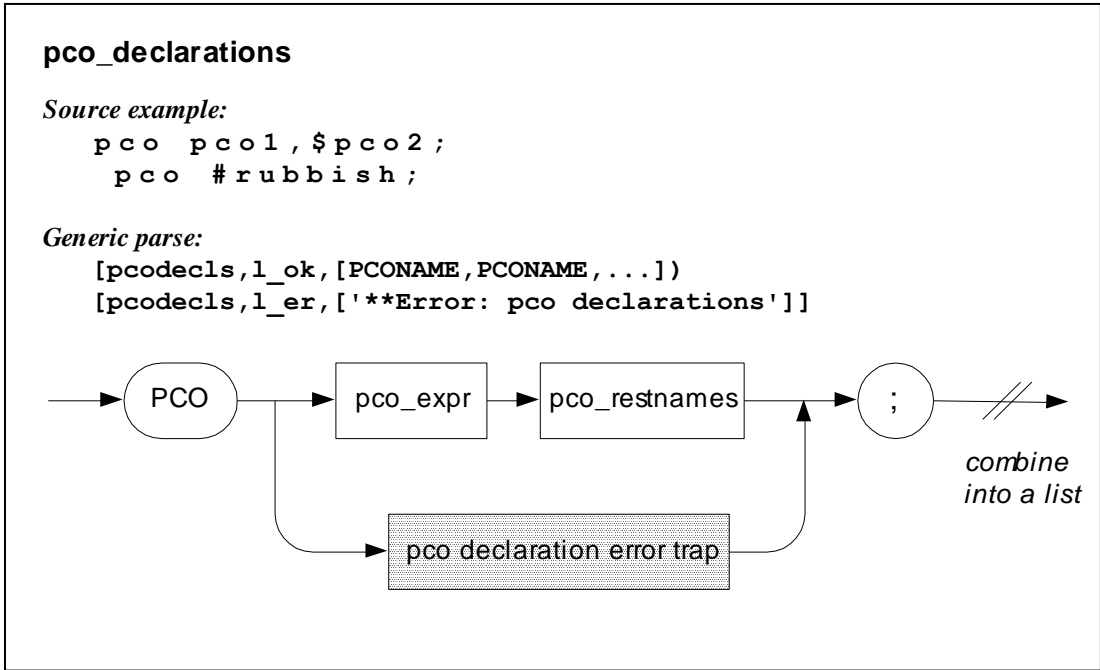 pco_declarations
Source example:
pco pco1,$pco2;
pco #rubbish;
Generic parse:
[pcodecls,l_ok,[PCONAME,PCONAME,...])
[pcodecls,l_er,['**Error: pco declarations']]
PCO
pco_expr
pco_restnames
;
combine
into a list
pco declaration error trap